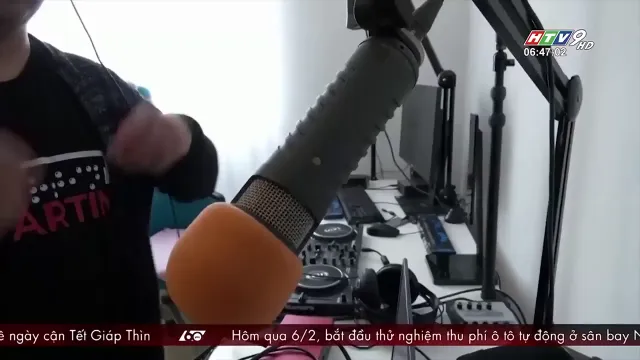 HTV9 HD
06:47:02
ARTIN
ề ngày cận Tết Giáp Thìn 60 Hôm qua 6/2, bắt đầu thử nghiệm thu phí ô tô tự động ở sân bay